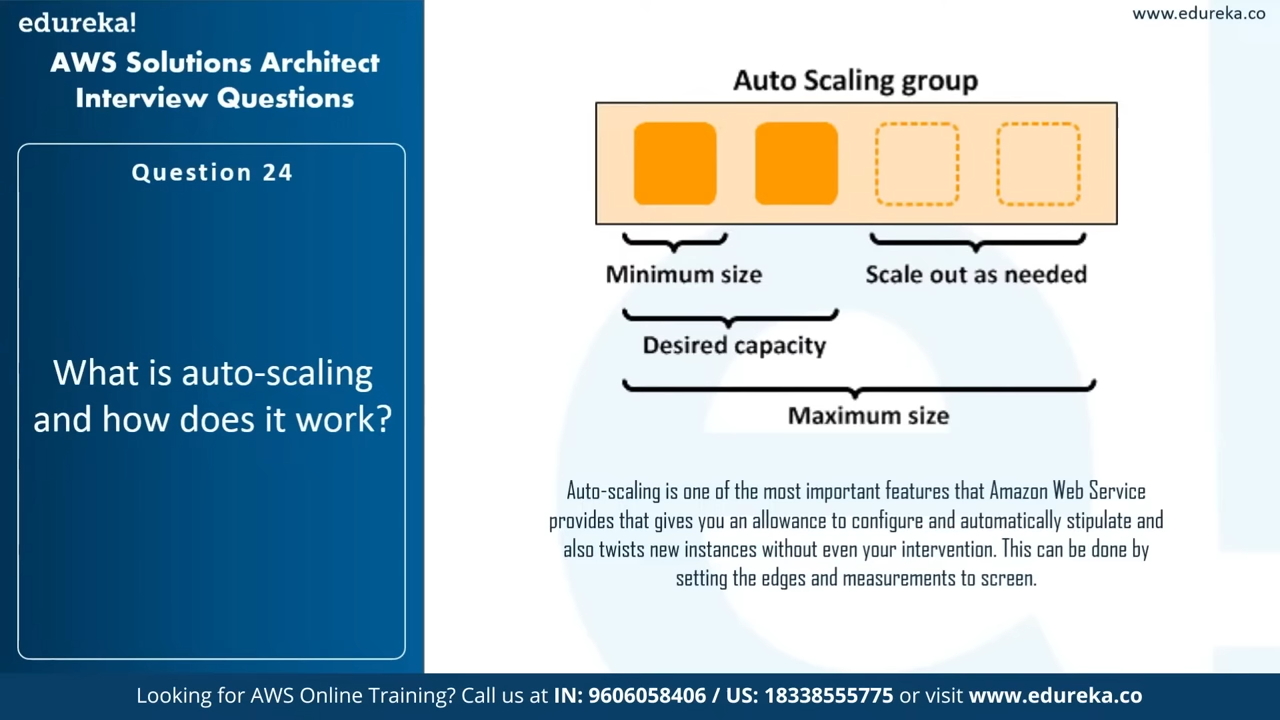 edureka!
AWS Solutions Architect
Interview Questions
Question 24
What is auto-scaling
and how does it work?
www.edureka.co
Auto Scaling group
Minimum size
Scale out as needed
Desired capacity
Maximum size
Auto-scaling is one of the most important features that Amazon Web Service
provides that gives you an allowance to configure and automatically stipulate and
also twists new instances without even your intervention. This can be done by
setting the edges and measurements to screen.
Looking for AWS Online Training? Call us at IN: 9606058406 / US: 18338555775 or visit www.edureka.co